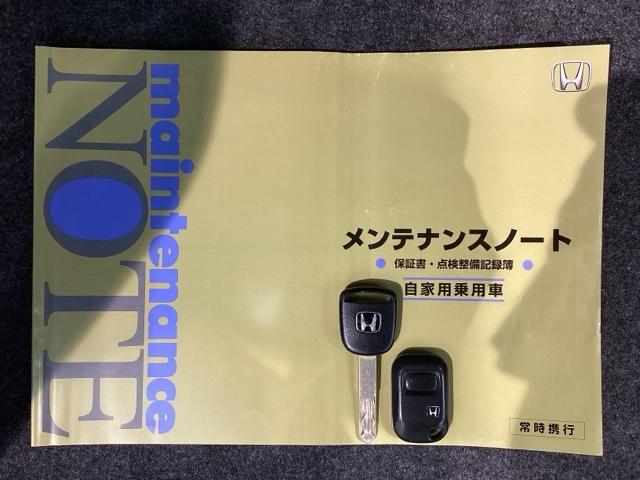 maintenance
NOTE
メンテナンスノート
● 保証書・点検整備記録簿 ●
自家用乗用車
常時携行